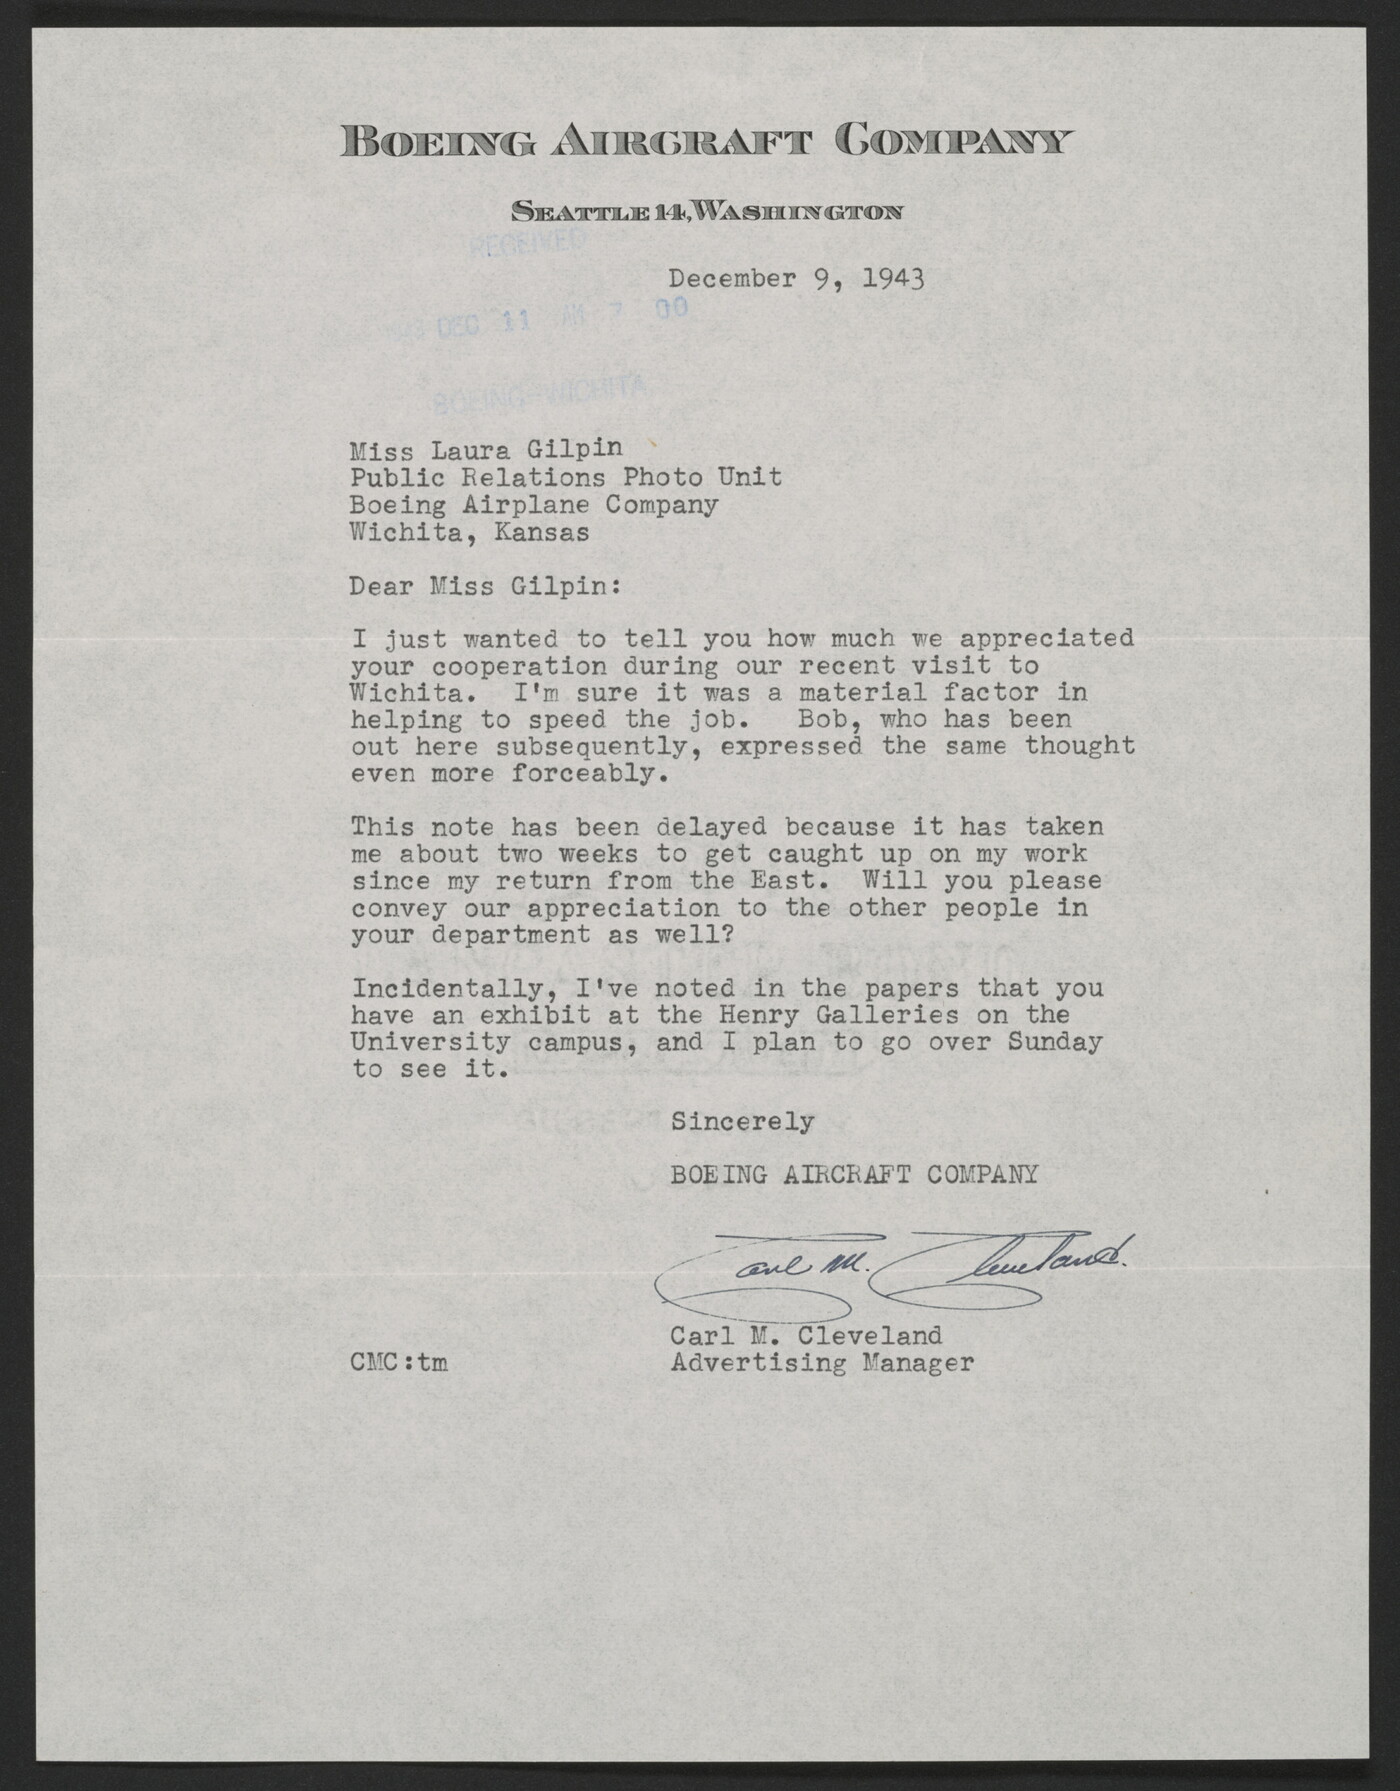 BOEING AIRCRAFT COMPANY
SEATTLE 14, WASHINGTON
RECEIVED
December 9, 1943
1943 DEC 11 AM 7 00
BOEING-WICHITA
Miss Laura Gilpin
Public Relations Photo Unit
Boeing Airplane Company
Wichita, Kansas
Dear Miss Gilpin:
I just wanted to tell you how much we appreciated
your cooperation during our recent visit to
Wichita. I'm sure it was a material factor in
helping to speed the job. Bob, who has been
out here subsequently, expressed the same thought
even more forceably.
This note has been delayed because it has taken
me about two weeks to get caught up on my work
since my return from the East. Will you please
convey our appreciation to the other people in
your department as well?
Incidentally, I've noted in the papers that you
have an exhibit at the Henry Galleries on the
University campus, and I plan to go over Sunday
to see it.
Sincerely
BOEING AIRCRAFT COMPANY
Carl M. Cleveland.
Carl M. Cleveland
CMC:tm Advertising Manager